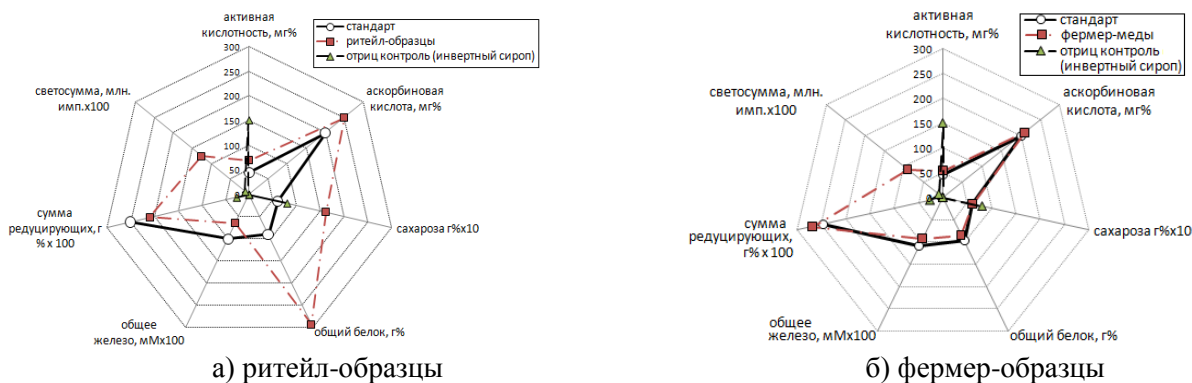 активная
кислотность, мг%
стандарт
ритейл-образцы
отриц контроль (инвертный сироп)
300
250
200
150
100
50
0
аскорбиновая
кислота, мг%
сахароза г%х10
общий белок, г%
общее
железо, мМх100
сумма
редуцирующих, г
% х 100
светосумма, млн.
имп.х100
а) ритейл-образцы
активная
кислотность, мг%
стандарт
фермер-меды
отриц контроль
(инвертный сироп)
300
250
200
150
100
50
0
аскорбиновая
кислота, мг%
сахароза г%х10
общий белок, г%
общее
железо, мМх100
сумма
редуцирующих,
г% х 100
светосумма, млн.
имп.х100
б) фермер-образцы